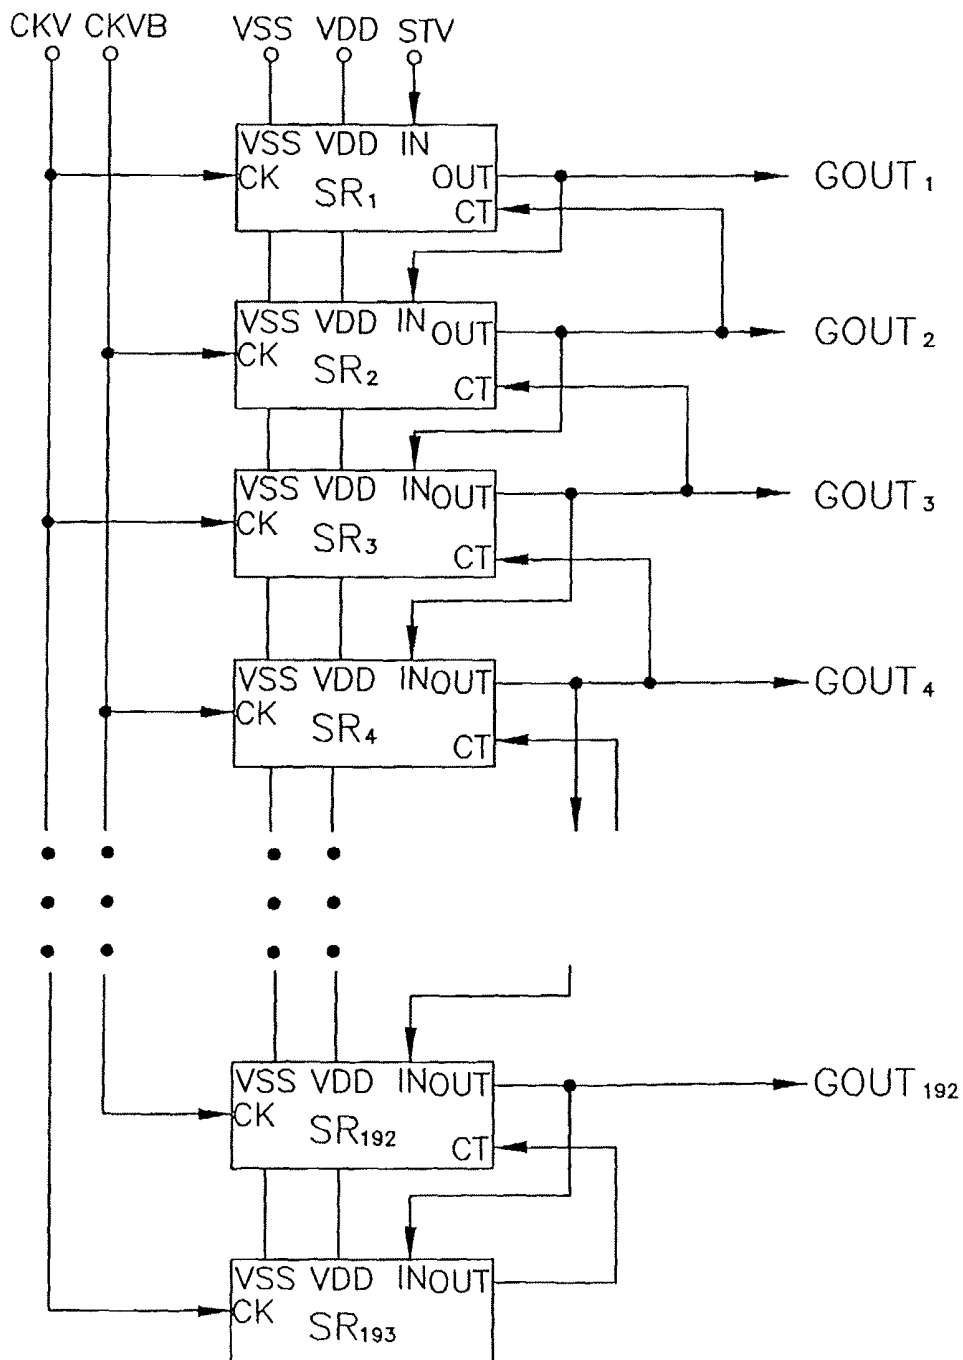 CKV CKVB VSS VDD STV
VSS VDD IN
CK OUT GOUT1
SR1
CT
VSS VDD IN OUT GOUT2
CK
SR2
CT
VSS VDD IN OUT GOUT3
CK
SR3
CT
VSS VDD IN OUT GOUT4
CK
SR4
CT
VSS VDD IN OUT GOUT192
CK
SR192
CT
VSS VDD IN OUT
CK
SR193